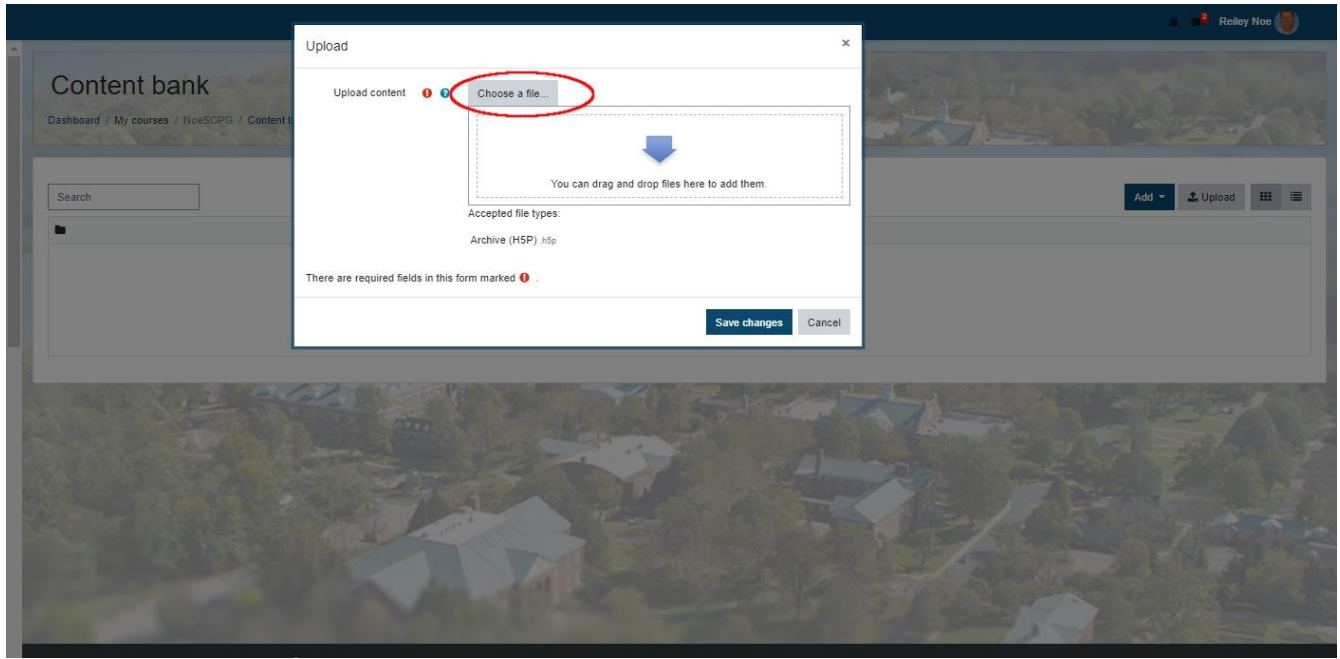 2 Reiley Noe
Upload ×
Content bank
Upload content Choose a file...
Dashboard / My courses / NoeSCPG / Content b
You can drag and drop files here to add them.
Search
Add Upload
Accepted file types:
Archive (H5P) .h5p
There are required fields in this form marked .
Save changes Cancel